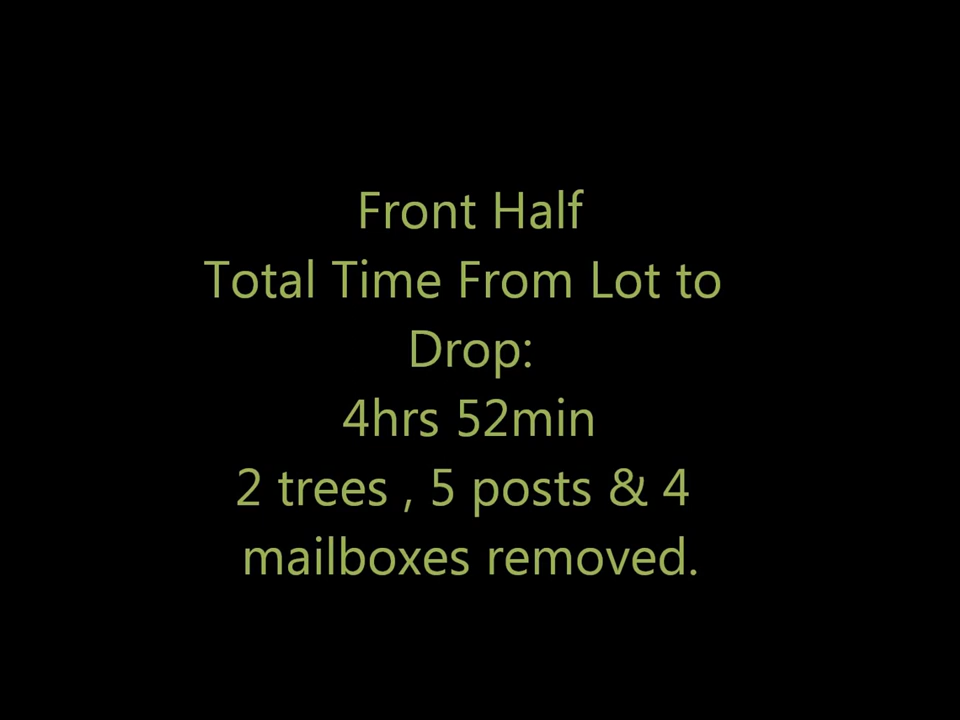 Front Half
Total Time From Lot to
Drop:
4hrs 52min
2 trees , 5 posts & 4
mailboxes removed.